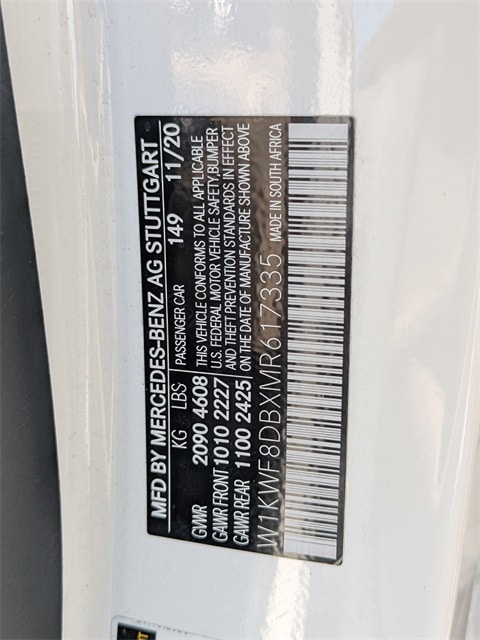 MFD BY MERCEDES-BENZ AG STUTTGART
KG LBS PASSENGER CAR 149 11/20
GVWR 2090 4608 THIS VEHICLE CONFORMS TO ALL APPLICABLE
GAWR FRONT 1010 2227 U.S. FEDERAL MOTOR VEHICLE SAFETY,BUMPER
AND THEFT PREVENTION STANDARDS IN EFFECT
GAWR REAR 1100 2425 ON THE DATE OF MANUFACTURE SHOWN ABOVE
W1KWF8DBXMR617335 MADE IN SOUTH AFRICA